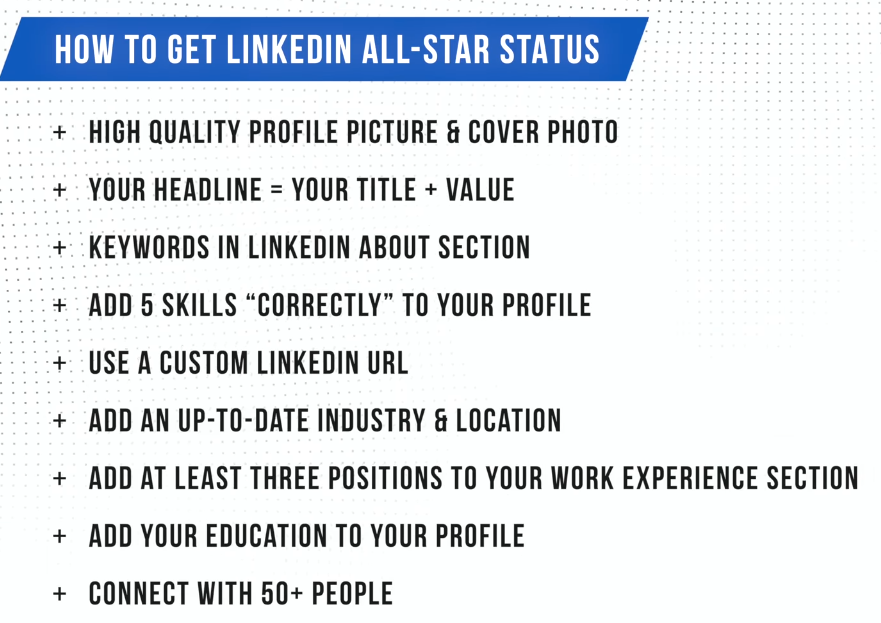 HOW TO GET LINKEDIN ALL-STAR STATUS
+ HIGH QUALITY PROFILE PICTURE & COVER PHOTO
+ YOUR HEADLINE = YOUR TITLE + VALUE
+ KEYWORDS IN LINKEDIN ABOUT SECTION
+ ADD 5 SKILLS “CORRECTLY” TO YOUR PROFILE
+ USE A CUSTOM LINKEDIN URL
+ ADD AN UP-TO-DATE INDUSTRY & LOCATION
+ ADD AT LEAST THREE POSITIONS TO YOUR WORK EXPERIENCE SECTION
+ ADD YOUR EDUCATION TO YOUR PROFILE
+ CONNECT WITH 50+ PEOPLE